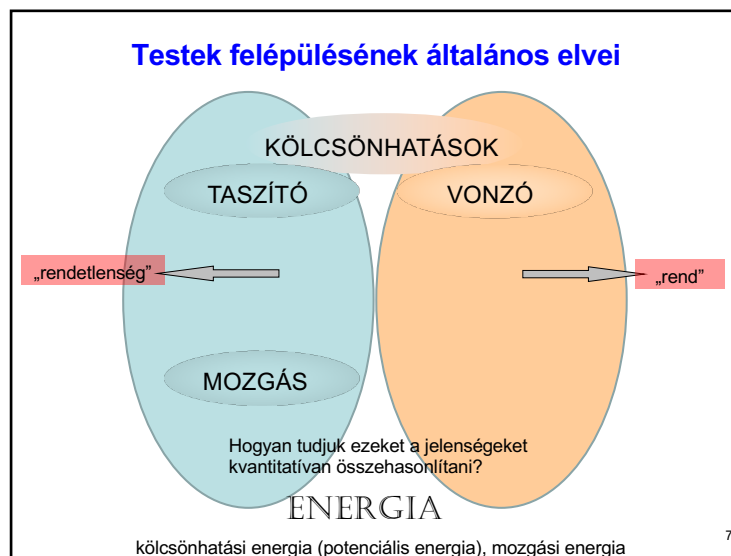 Testek felépülésének általános elvei
KÖLCSÖNHATÁSOK
TASZÍTÓ
VONZÓ
„rendetlenség”
„rend”
MOZGÁS
Hogyan tudjuk ezeket a jelenségeket
kvantitatívan összehasonlítani?
ENERGIA
kölcsönhatási energia (potenciális energia), mozgási energia
7